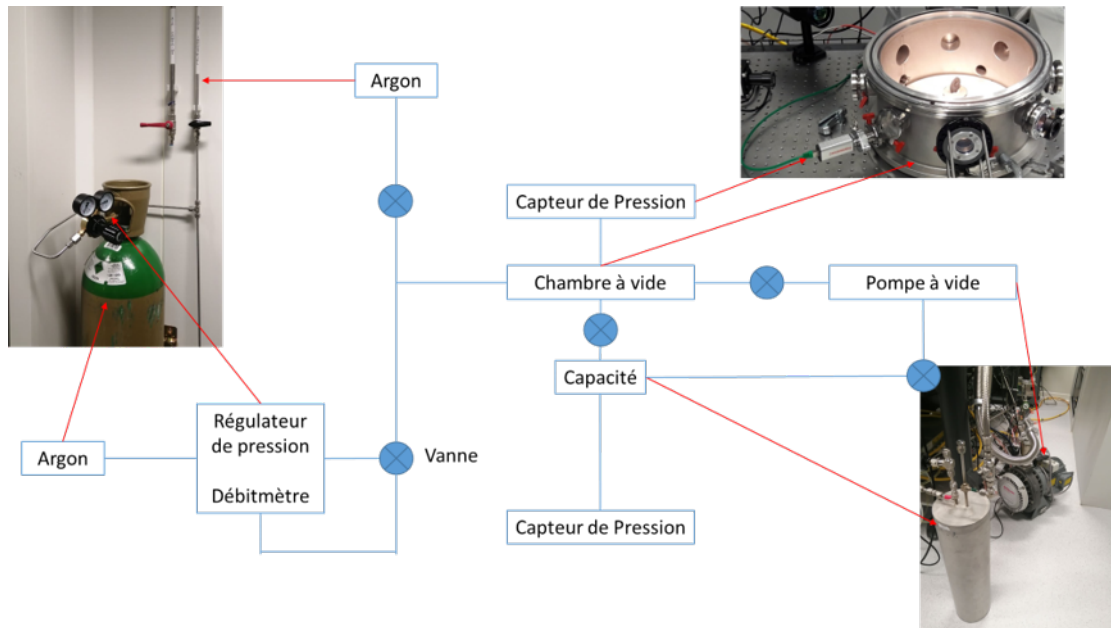 Argon
Capteur de Pression
Chambre à vide
Pompe à vide
Capacité
Régulateur
de pression
Débitmètre
Argon
Vanne
Capteur de Pression